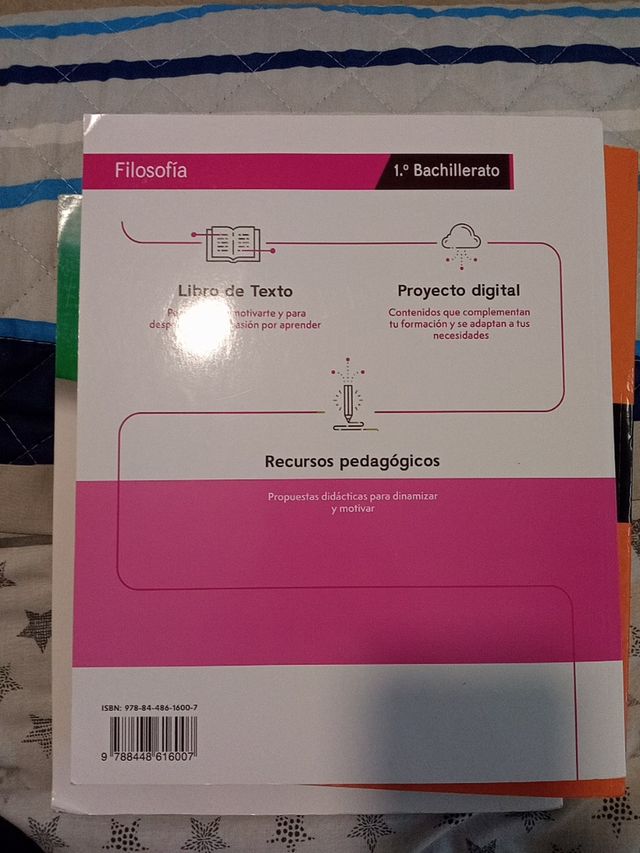 Filosofía
1.º Bachillerato
Libro de Texto
motivarte y para
asión por aprender
Proyecto digital
Contenidos que complementan
tu formación y se adaptan a tus
necesidades
Recursos pedagógicos
Propuestas didácticas para dinamizar
y motivar
ISBN: 978-84-486-1600-7
9 788448 616007